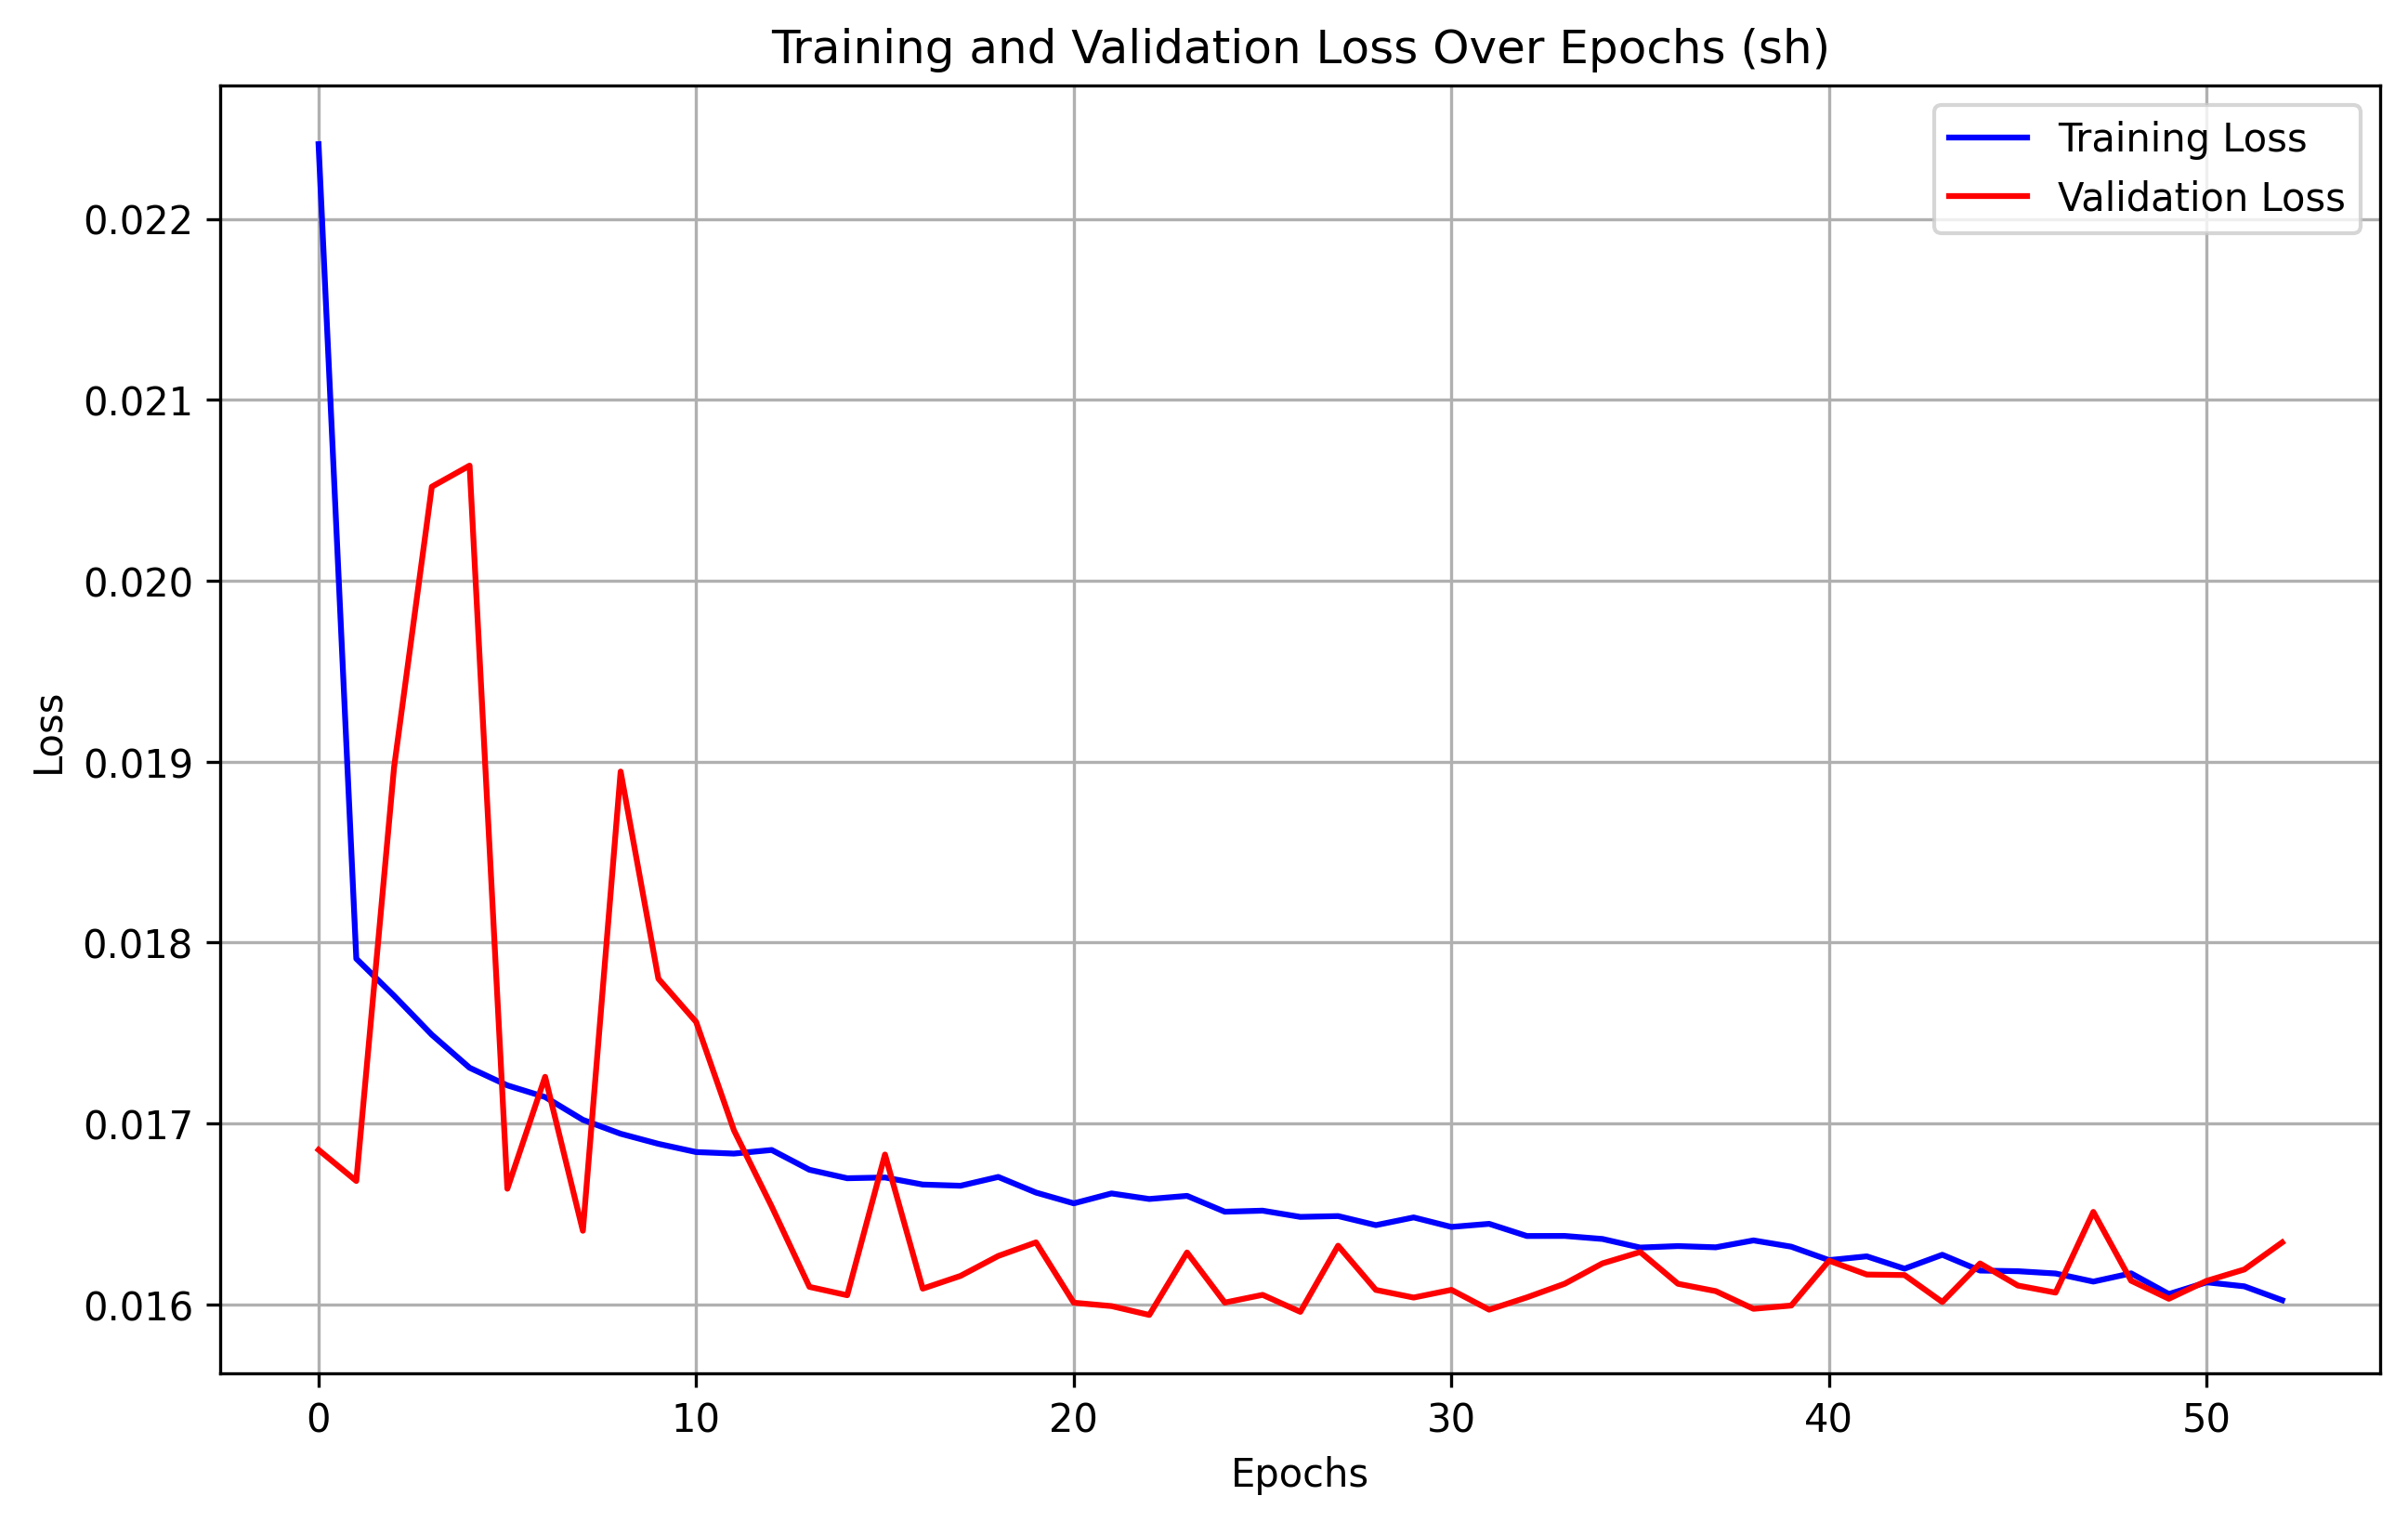 Training and Validation Loss Over Epochs (sh)
Training Loss
Validation Loss
0.022
0.021
0.020
0.019
0.018
0.017
0.016
Loss
0 10 20 30 40 50
Epochs